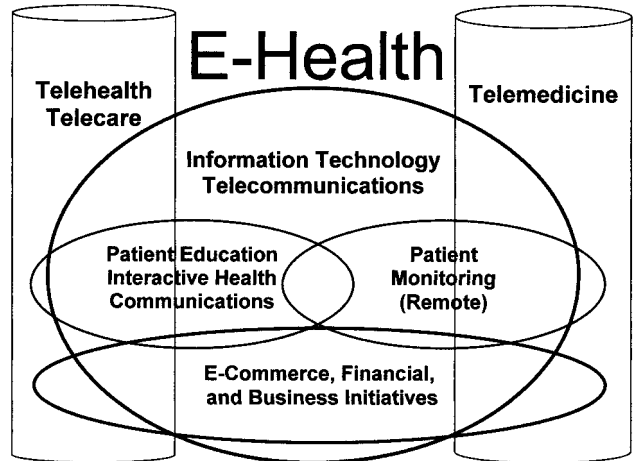 E-Health
Telehealth
Telecare
Telemedicine
Information Technology
Telecommunications
Patient Education
Interactive Health
Communications
Patient
Monitoring
(Remote)
E-Commerce, Financial,
and Business Initiatives